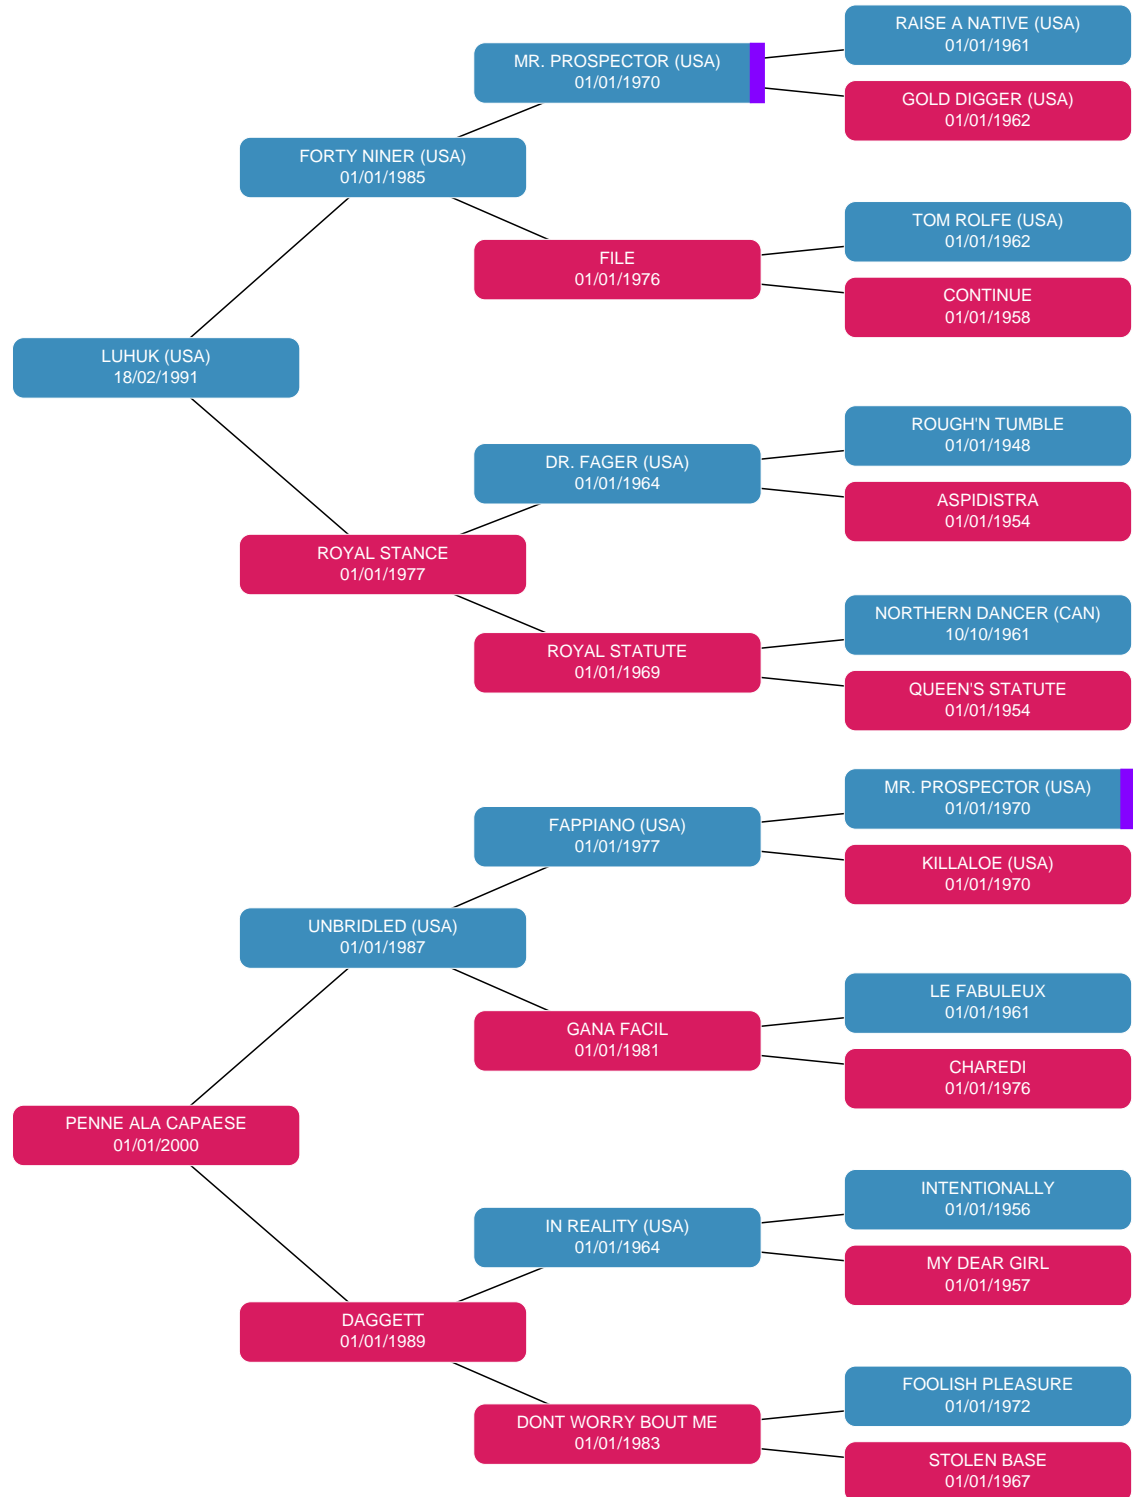 RAISE A NATIVE (USA)
01/01/1961
MR. PROSPECTOR (USA)
01/01/1970
GOLD DIGGER (USA)
01/01/1962
FORTY NINER (USA)
01/01/1985
TOM ROLFE (USA)
01/01/1962
FILE
01/01/1976
CONTINUE
01/01/1958
LUHUK (USA)
18/02/1991
ROUGH'N TUMBLE
01/01/1948
DR. FAGER (USA)
01/01/1964
ASPIDISTRA
01/01/1954
ROYAL STANCE
01/01/1977
NORTHERN DANCER (CAN)
10/10/1961
ROYAL STATUTE
01/01/1969
QUEEN'S STATUTE
01/01/1954
MR. PROSPECTOR (USA)
01/01/1970
FAPPIANO (USA)
01/01/1977
KILLALOE (USA)
01/01/1970
UNBRIDLED (USA)
01/01/1987
LE FABULEUX
01/01/1961
GANA FACIL
01/01/1981
CHAREDI
01/01/1976
PENNE ALA CAPAESE
01/01/2000
INTENTIONALLY
01/01/1956
IN REALITY (USA)
01/01/1964
MY DEAR GIRL
01/01/1957
DAGGETT
01/01/1989
FOOLISH PLEASURE
01/01/1972
DONT WORRY BOUT ME
01/01/1983
STOLEN BASE
01/01/1967